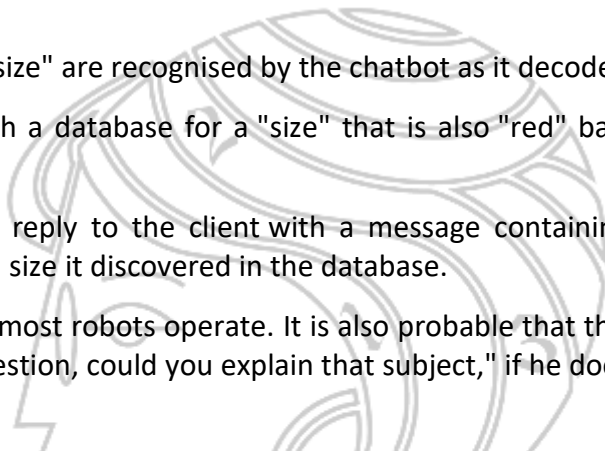 size" are recognised by the chatbot as it decode
h a database for a "size" that is also "red" ba
reply to the client with a message containin
size it discovered in the database.
most robots operate. It is also probable that th
estion, could you explain that subject," if he doe